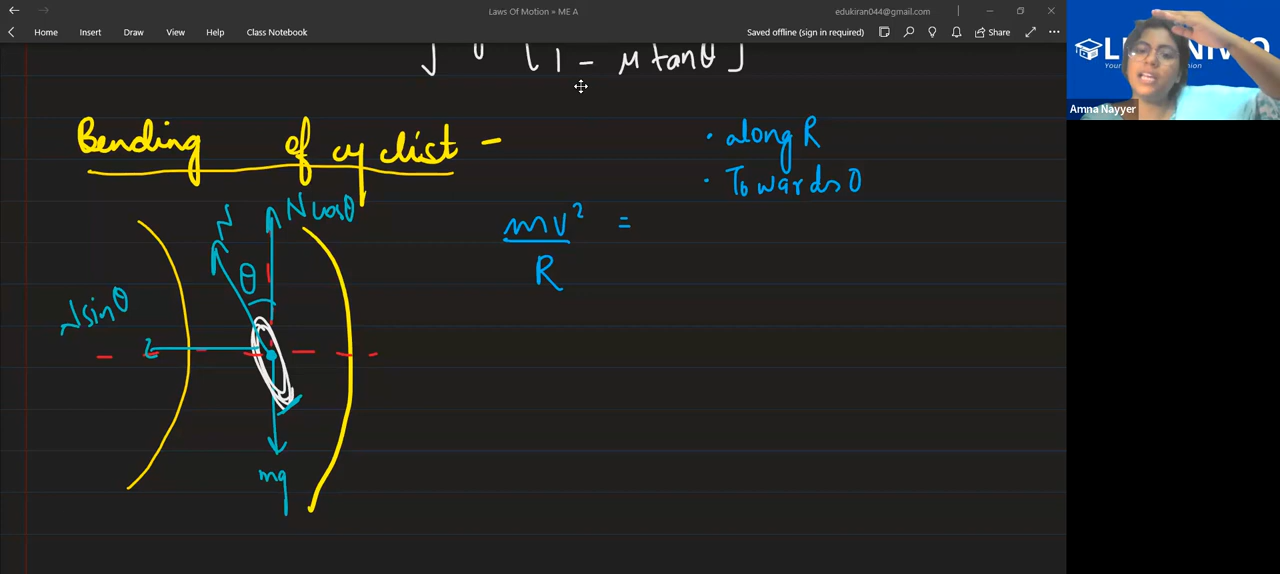 Laws Of Motion » ME A
edukiran044@gmail.com
Home Insert Draw View Help Class Notebook
Saved offline (sign in required)
Share
Amna Nayyer
[ 1 - μ tanθ ]
Bending of cyclist -
· along R
· Towards O
N
N cosθ
θ
N sinθ
mg
mv²
=
R